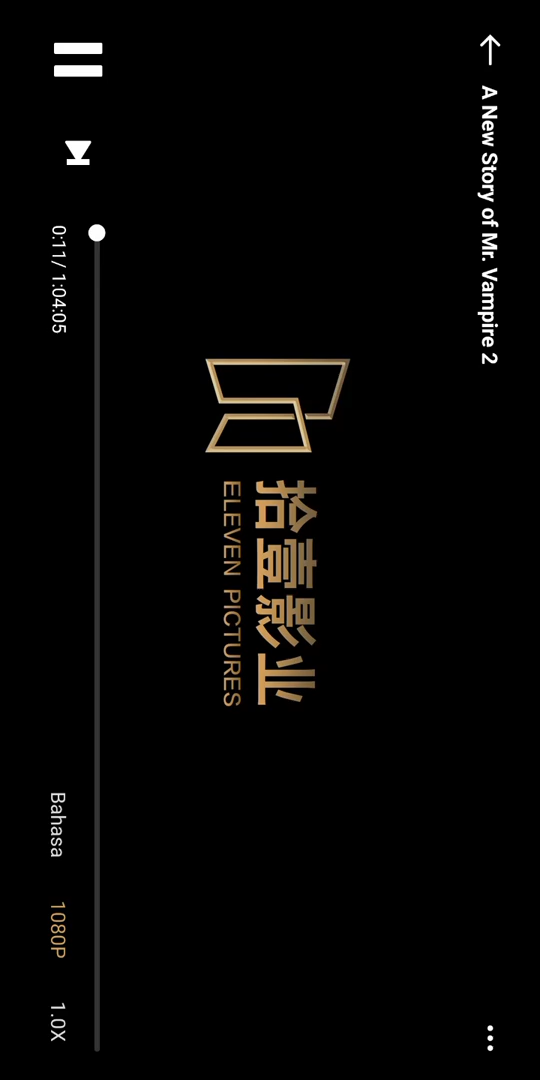 A New Story of Mr. Vampire 2
拾壹影业
ELEVEN PICTURES
0:11/ 1:04:05
Bahasa
1080P
1.0X